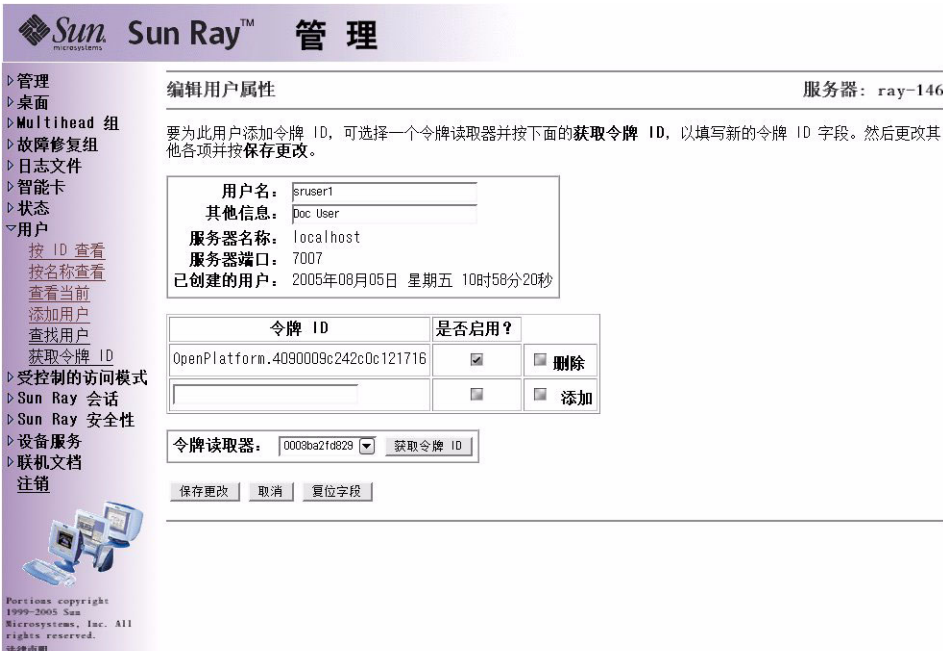 Sun microsystems Sun Ray™ 管 理
管理
桌面
Multihead 组
故障修复组
日志文件
智能卡
状态
用户
按 ID 查看
按名称查看
查看当前
添加用户
查找用户
获取令牌 ID
受控制的访问模式
Sun Ray 会话
Sun Ray 安全性
设备服务
联机文档
注销
Portions copyright
1999-2005 Sun
Microsystems, Inc. All
rights reserved.
编辑用户属性 服务器: ray-146
要为此用户添加令牌 ID, 可选择一个令牌读取器并按下面的获取令牌 ID, 以填写新的令牌 ID 字段。然后更改其
他各项并按保存更改。
用户名: sruser1
其他信息: Doc User
服务器名称: localhost
服务器端口: 7007
已创建的用户: 2005年08月05日 星期五 10时58分20秒
令牌 ID 是否启用?
OpenPlatform.4090009c242c0c121716 删除
添加
令牌读取器: 0003ba2fd829 获取令牌 ID
保存更改 取消 复位字段